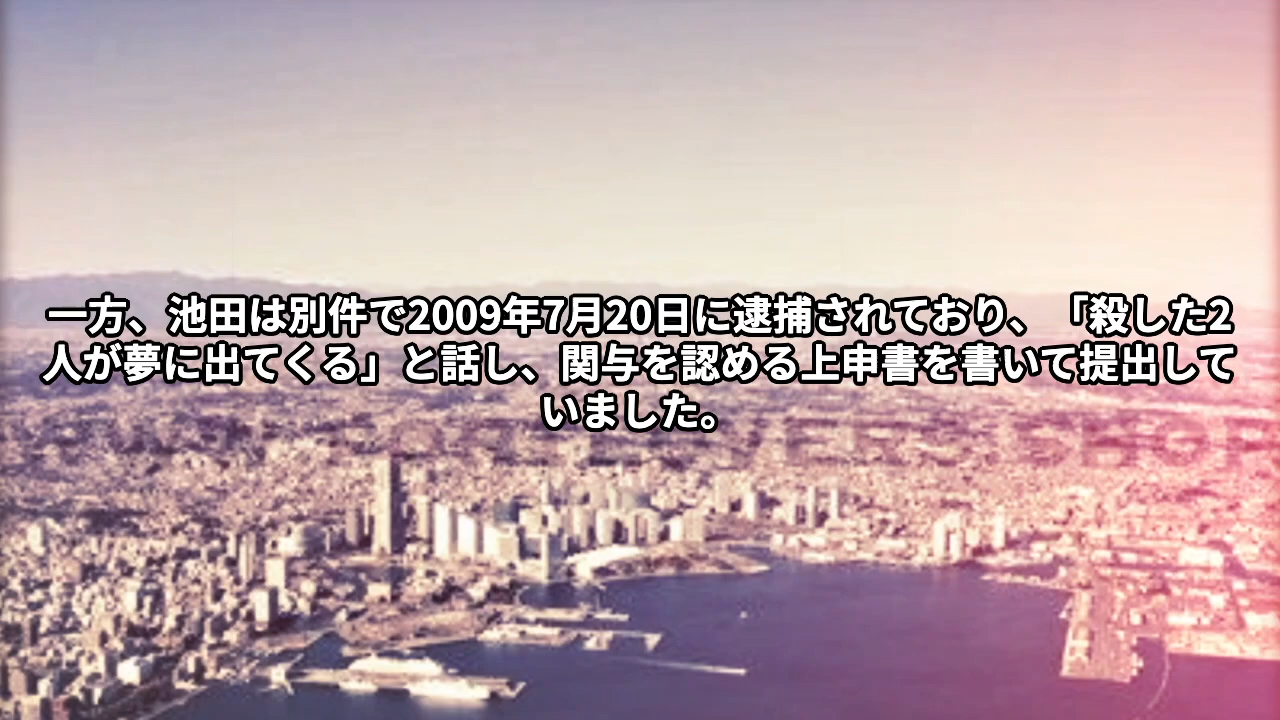 一方、池田は別件で2009年7月20日に逮捕されており、「殺した2
人が夢に出てくる」と話し、関与を認める上申書を書いて提出して
いました。